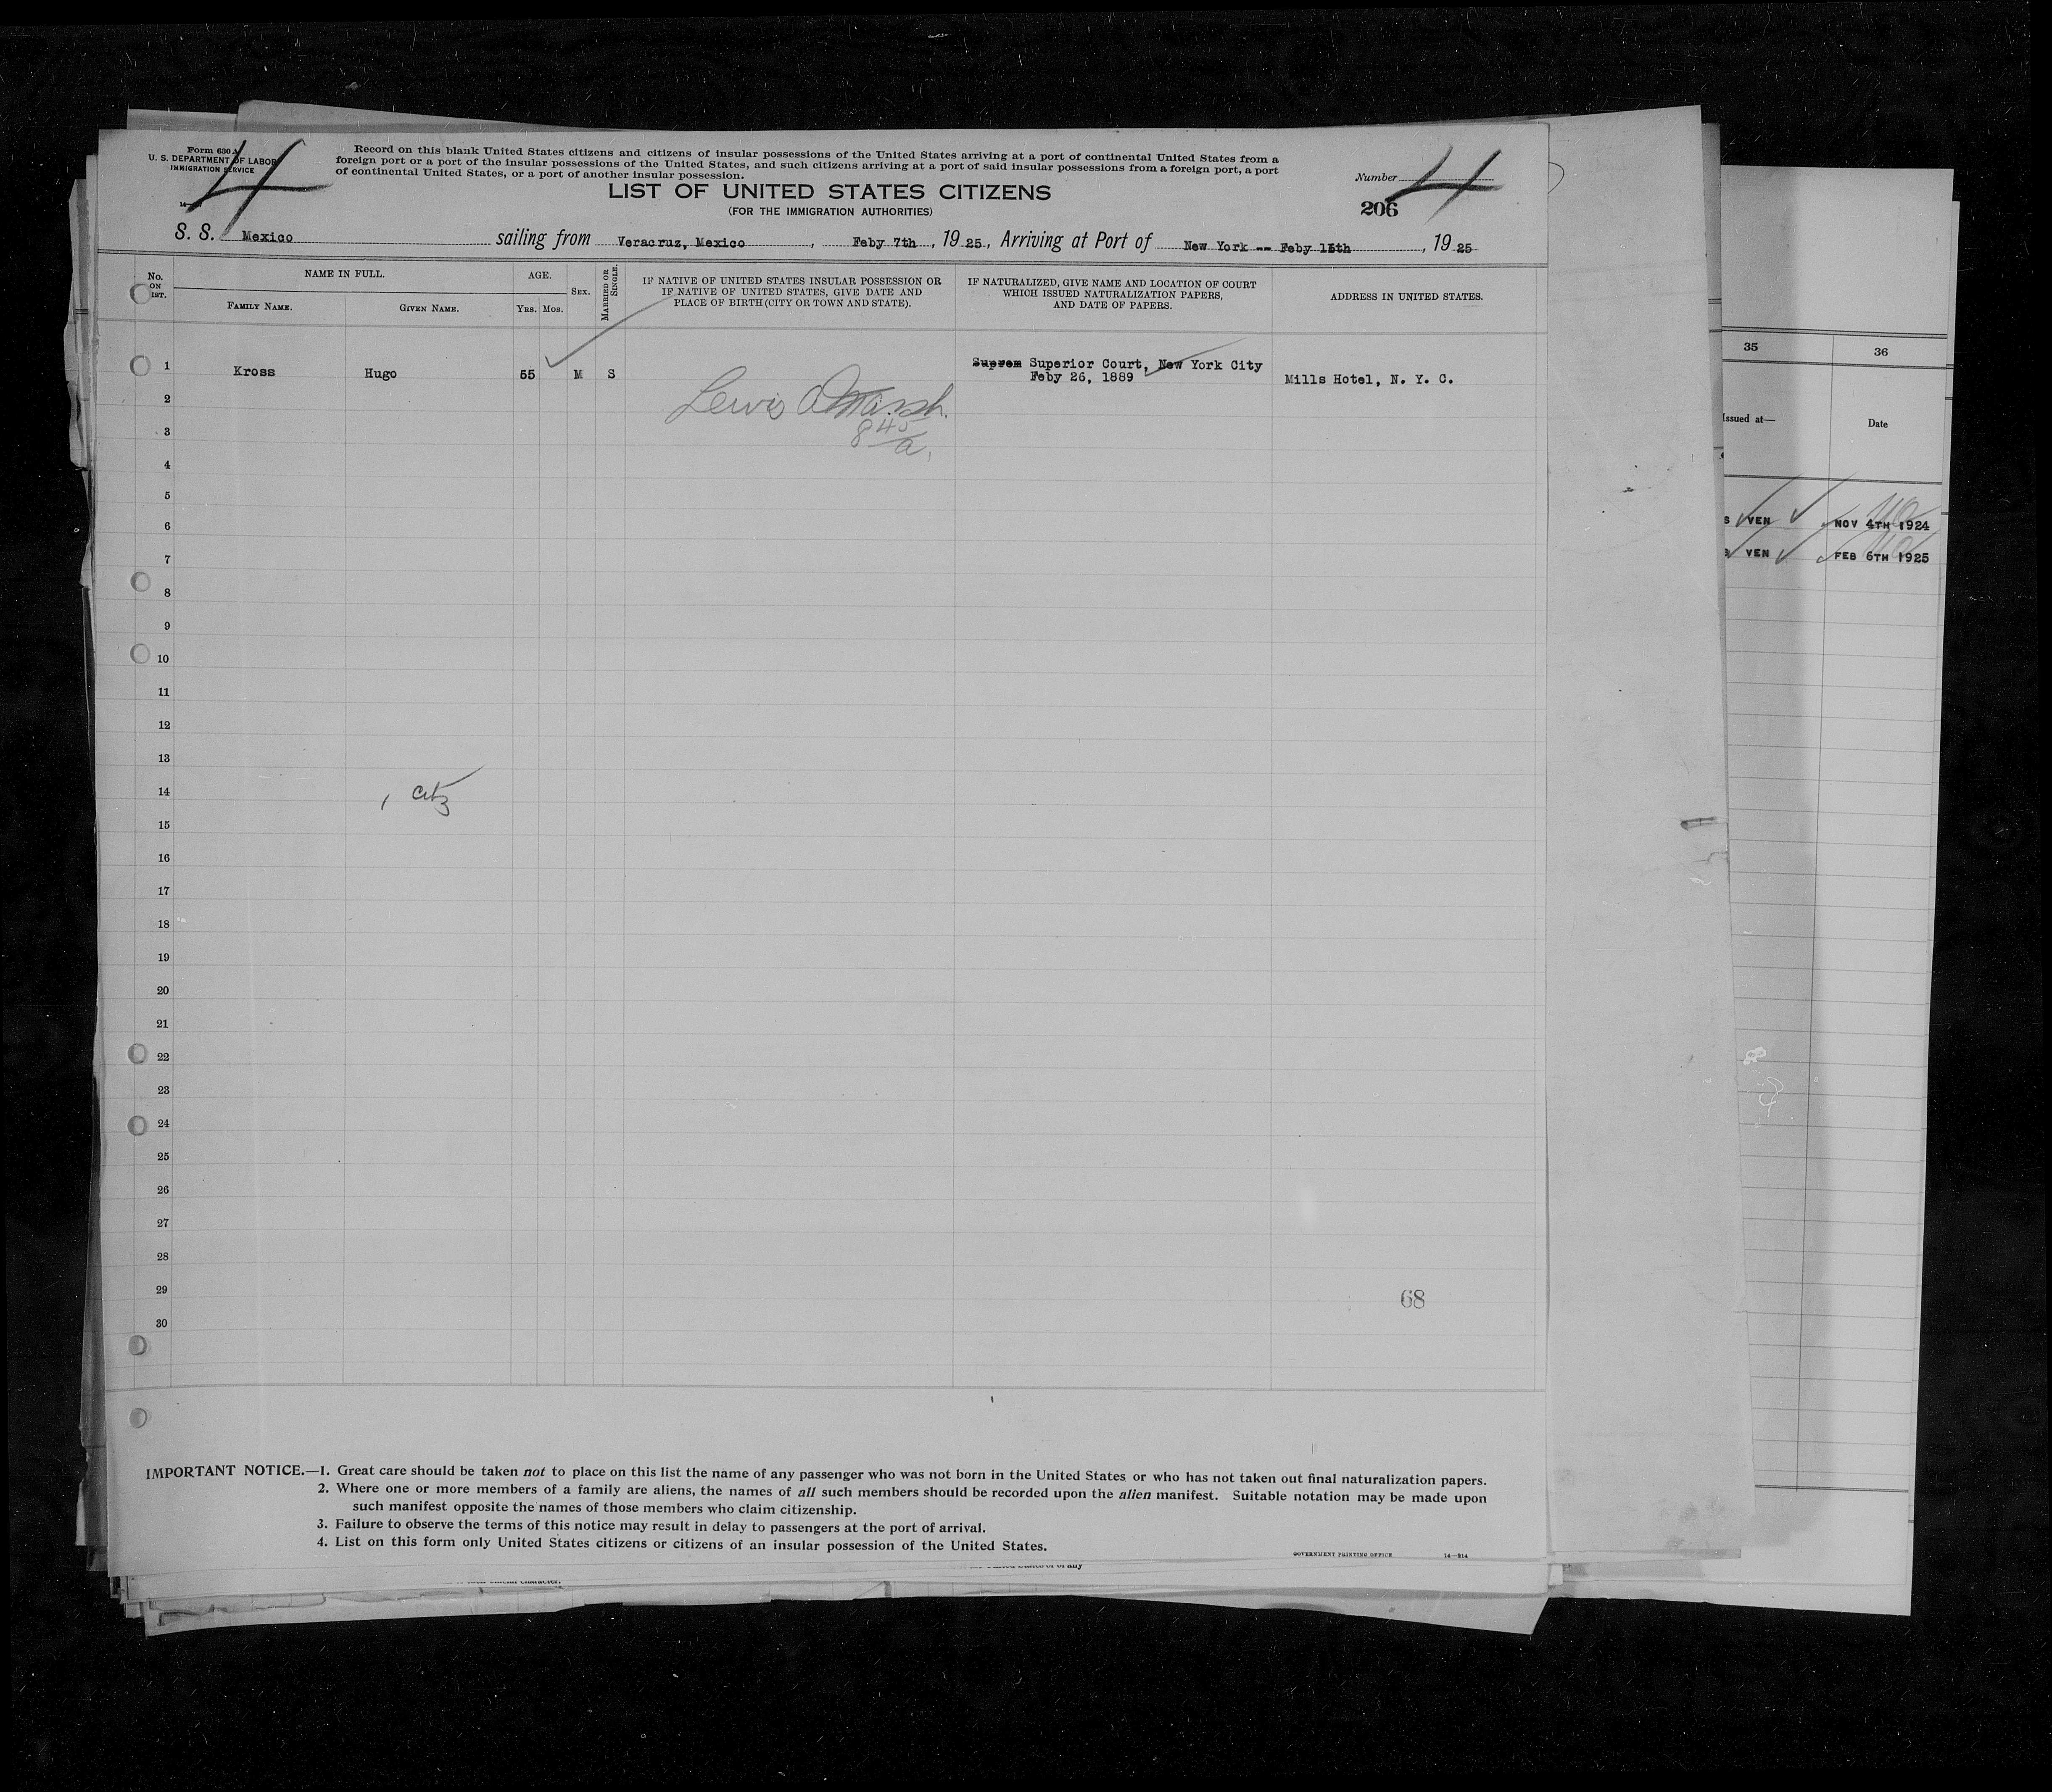 Form 630 A
U. S. DEPARTMENT OF LABOR
IMMIGRATION SERVICE
4
Record on this blank United States citizens and citizens of insular possessions of the United States arriving at a port of continental United States from a
foreign port or a port of the insular possessions of the United States, and such citizens arriving at a port of said insular possessions from a foreign port, a port
of continental United States, or a port of another insular possession.
LIST OF UNITED STATES CITIZENS
(FOR THE IMMIGRATION AUTHORITIES)
Number 4
206
S. S. Mexico sailing from Veracruz, Mexico, Feby 7th, 19 25, Arriving at Port of New York -- Feby 15th, 19 25
No. ON LIST. NAME IN FULL. AGE. SEX. MARRIED OR SINGLE. IF NATIVE OF UNITED STATES INSULAR POSSESSION OR IF NATIVE OF UNITED STATES, GIVE DATE AND PLACE OF BIRTH (CITY OR TOWN AND STATE). IF NATURALIZED, GIVE NAME AND LOCATION OF COURT WHICH ISSUED NATURALIZATION PAPERS, AND DATE OF PAPERS. ADDRESS IN UNITED STATES.
FAMILY NAME. GIVEN NAME. YRS. MOS.
1 Kross Hugo 55 M S Suprem Superior Court, New York City
Feby 26, 1889 Mills Hotel, N. Y. C.
Lewis A Marsh.
8 45/a.
2
3
4
5
6
7
8
9
10
11
12
13
14 1 Citz
15
16
17
18
19
20
21
22
23
24
25
26
27
28
29 68
30
IMPORTANT NOTICE.—1. Great care should be taken not to place on this list the name of any passenger who was not born in the United States or who has not taken out final naturalization papers.
2. Where one or more members of a family are aliens, the names of all such members should be recorded upon the alien manifest. Suitable notation may be made upon
such manifest opposite the names of those members who claim citizenship.
3. Failure to observe the terms of this notice may result in delay to passengers at the port of arrival.
4. List on this form only United States citizens or citizens of an insular possession of the United States.
GOVERNMENT PRINTING OFFICE 14—214
35 36
Issued at— Date
S VEN NOV 4TH 1924
VEN FEB 6TH 1925